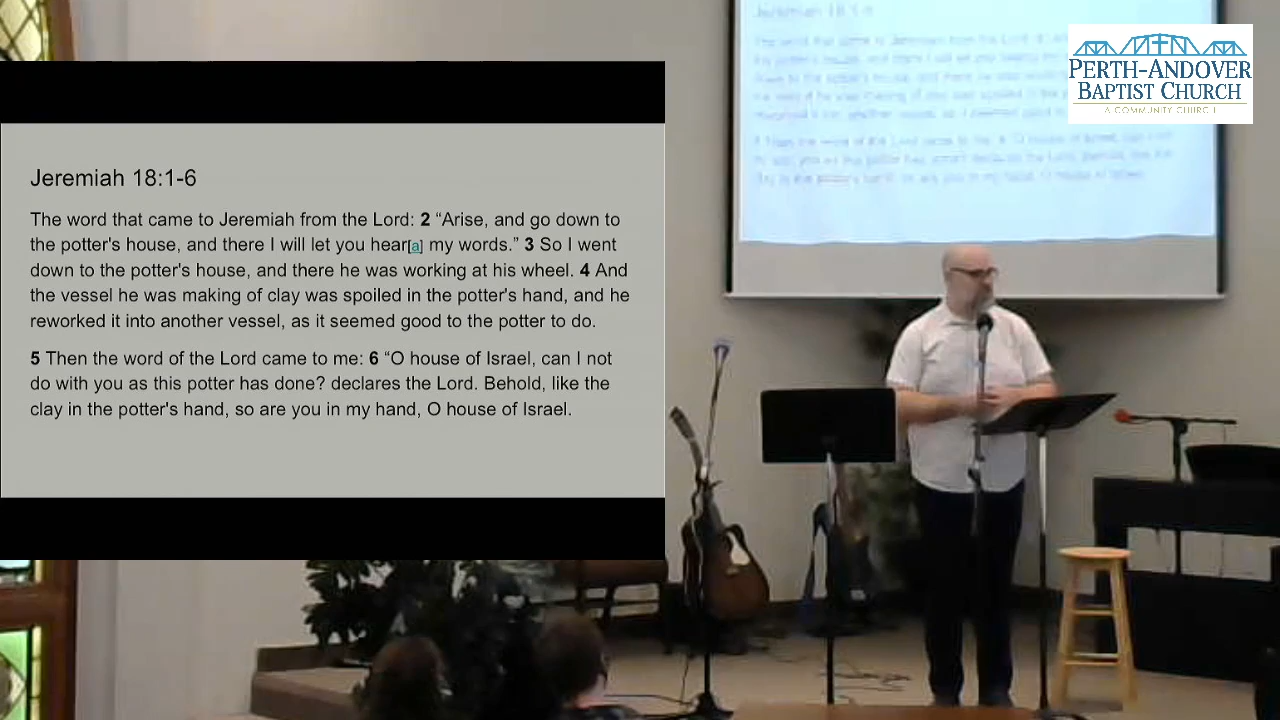 Jeremiah 18:1-6
The word that came to Jeremiah from the Lord: 2 “Arise, and go down to
the potter's house, and there I will let you hear[a] my words.” 3 So I went
down to the potter's house, and there he was working at his wheel. 4 And
the vessel he was making of clay was spoiled in the potter's hand, and he
reworked it into another vessel, as it seemed good to the potter to do.
5 Then the word of the Lord came to me: 6 “O house of Israel, can I not
do with you as this potter has done? declares the Lord. Behold, like the
clay in the potter's hand, so are you in my hand, O house of Israel.
Jeremiah 18:1-6
PERTH-ANDOVER
BAPTIST CHURCH
A COMMUNITY CHURCH